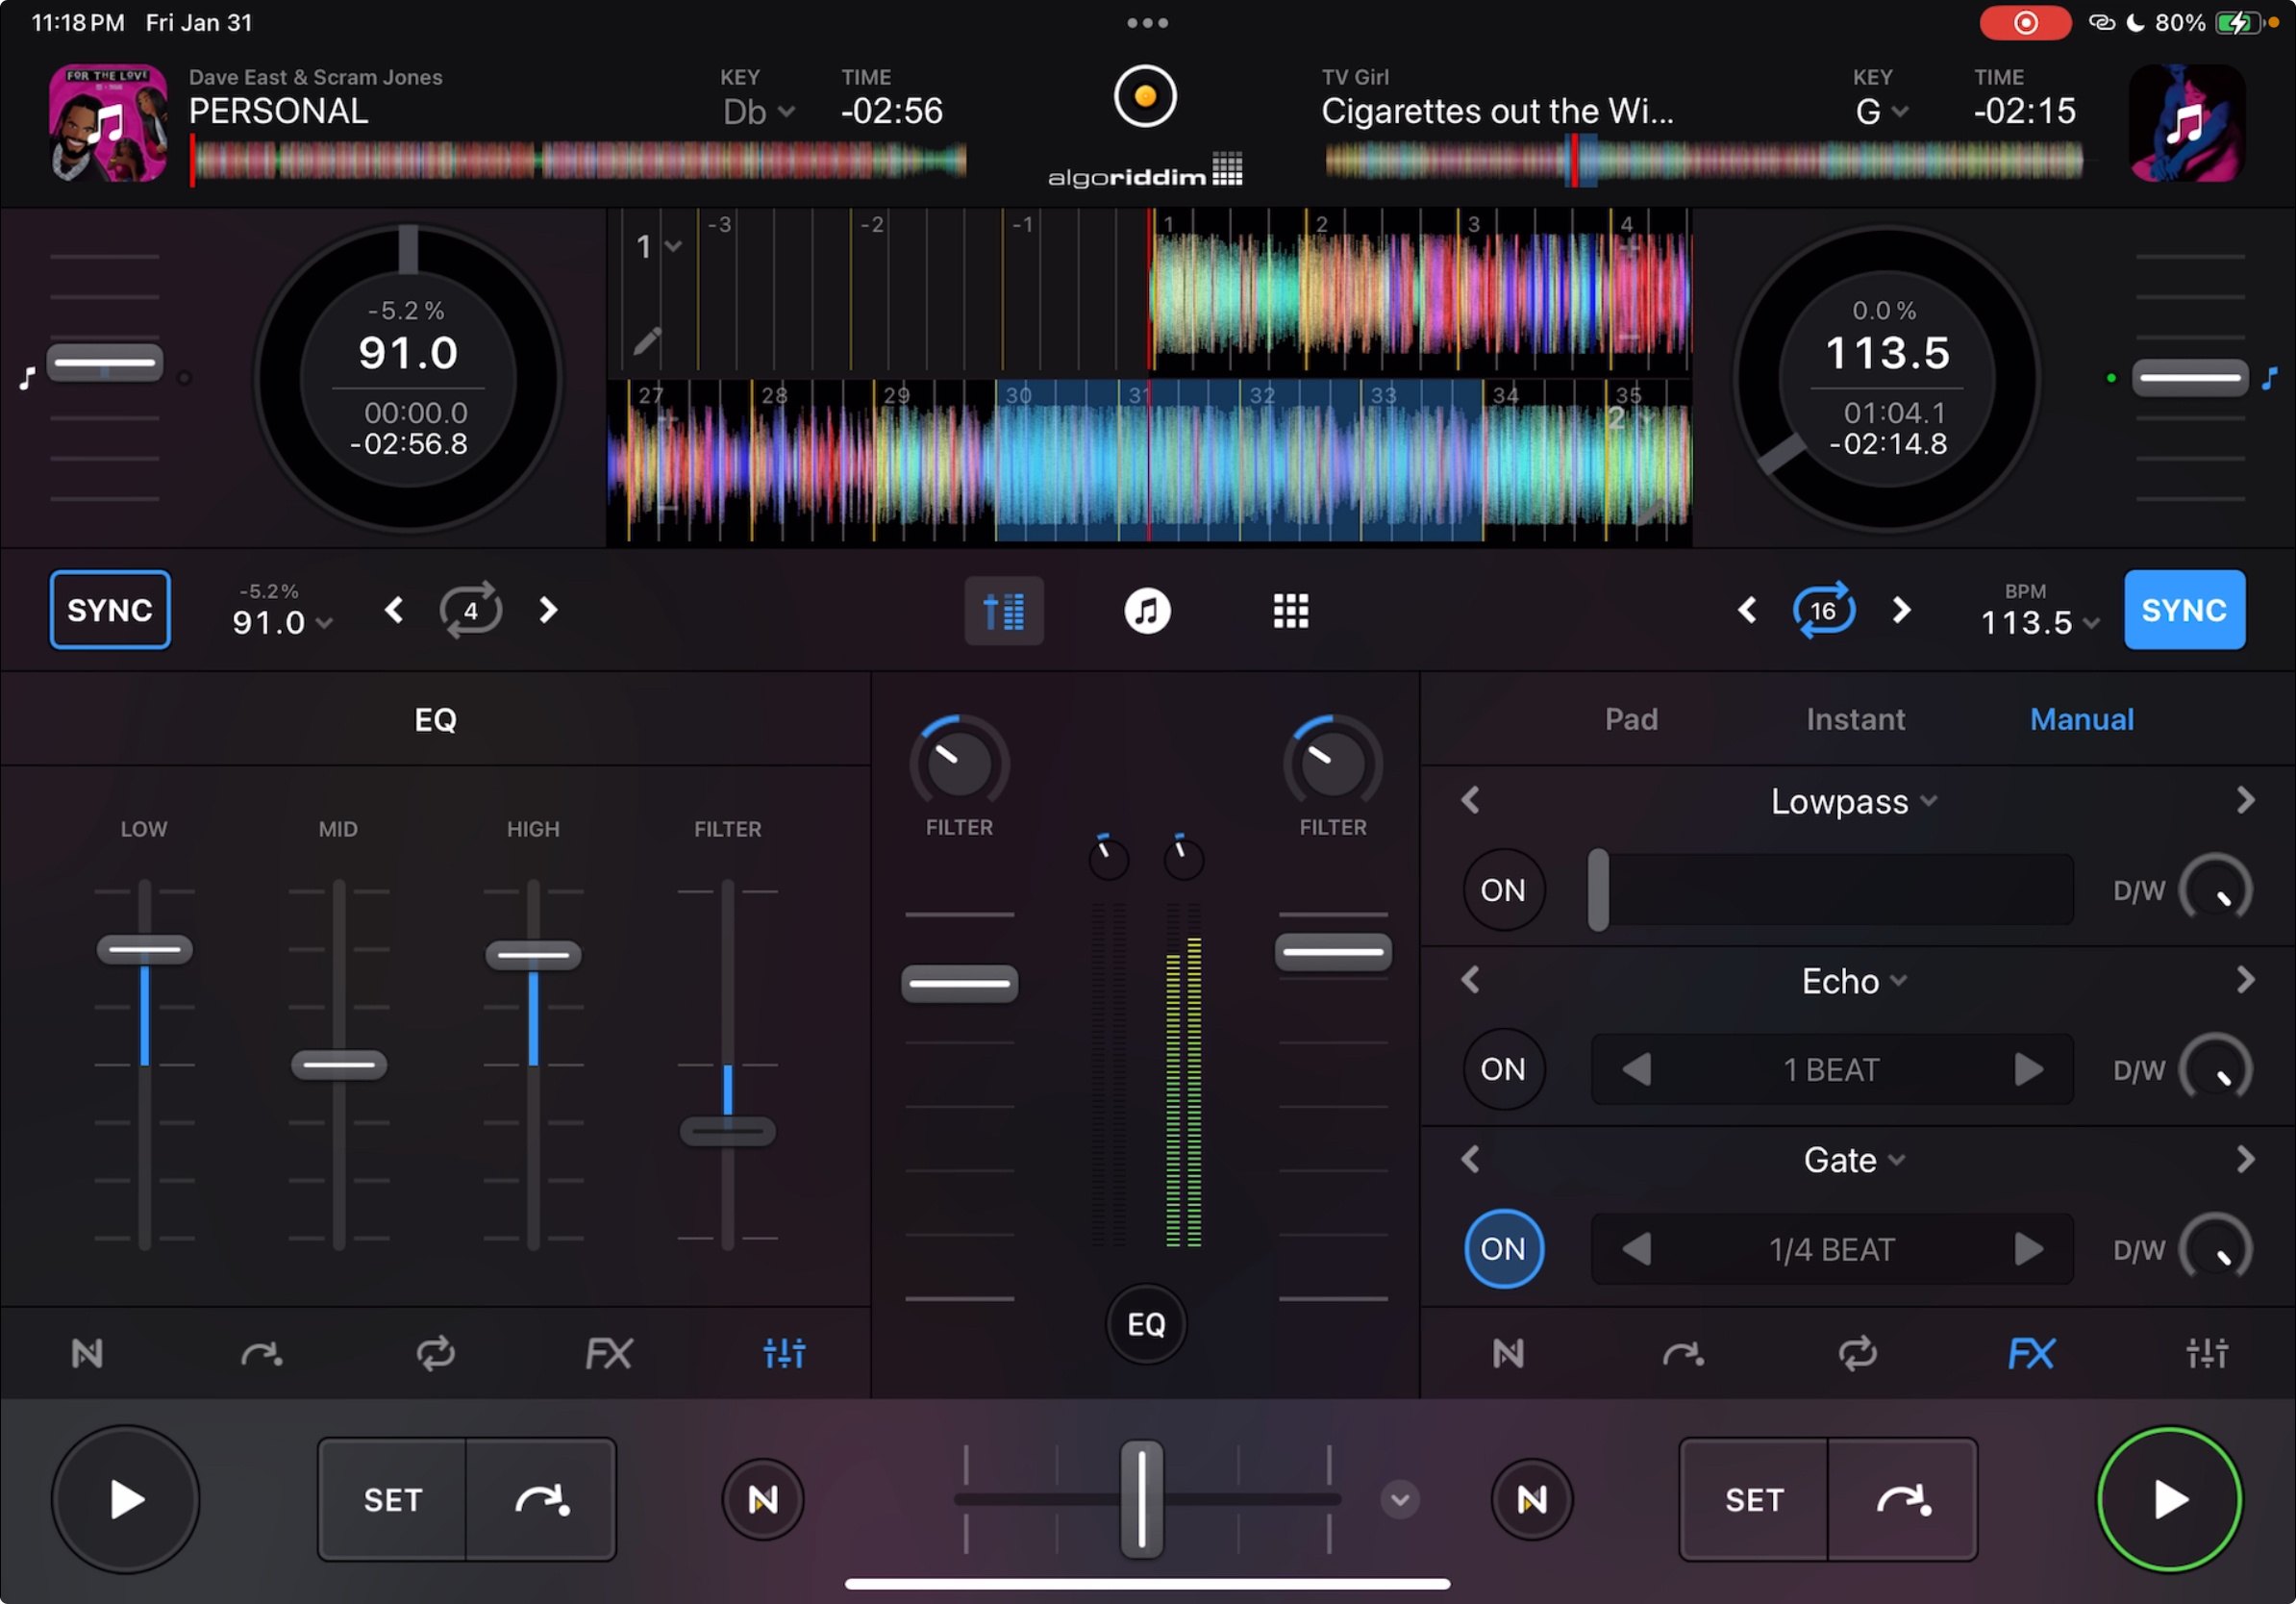 11:18 PM Fri Jan 31
80%
FOR THE LOVE
Dave East & Scram Jones
PERSONAL
KEY
Db
TIME
-02:56
algoriddim
TV Girl
Cigarettes out the Wi...
KEY
G
TIME
-02:15
-5.2 %
91.0
00:00.0
-02:56.8
1
-3 -2 -1 1 2 3 4
27 28 29 30 31 32 33 34 35
2
0.0 %
113.5
01:04.1
-02:14.8
SYNC
-5.2%
91.0
4
16
BPM
113.5
SYNC
EQ
LOW MID HIGH FILTER
FILTER
FILTER
EQ
Pad Instant Manual
Lowpass
ON
D/W
Echo
ON
1 BEAT
D/W
Gate
ON
1/4 BEAT
D/W
FX
FX
SET
SET